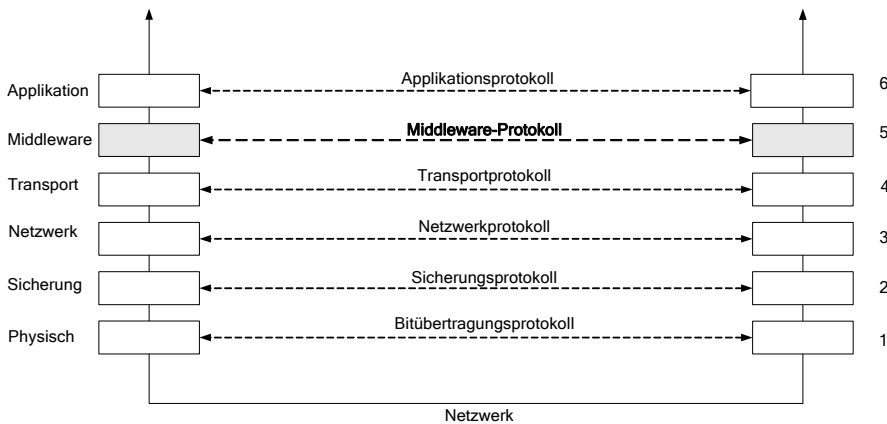 Applikation Applikationsprotokoll 6
Middleware Middleware-Protokoll 5
Transport Transportprotokoll 4
Netzwerk Netzwerkprotokoll 3
Sicherung Sicherungsprotokoll 2
Physisch Bitübertragungsprotokoll 1
Netzwerk